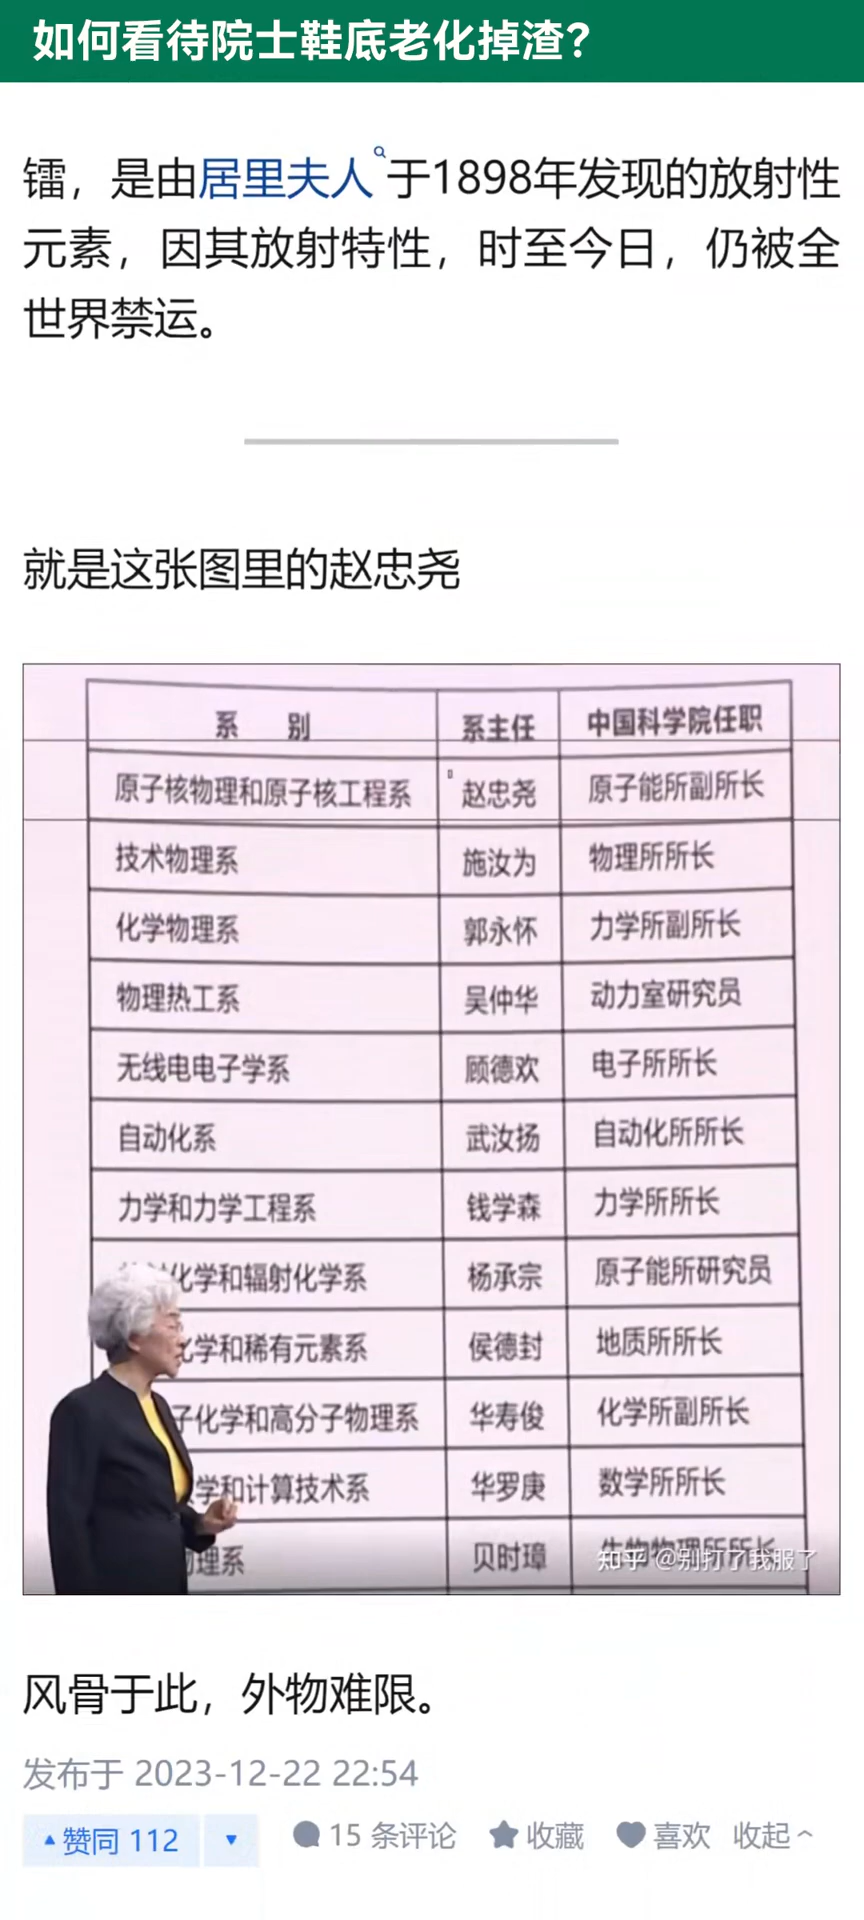 如何看待院士鞋底老化掉渣？
镭，是由居里夫人于1898年发现的放射性
元素，因其放射特性，时至今日，仍被全
世界禁运。
就是这张图里的赵忠尧
系 别 系主任 中国科学院任职
原子核物理和原子核工程系 赵忠尧 原子能所副所长
技术物理系 施汝为 物理所所长
化学物理系 郭永怀 力学所副所长
物理热工系 吴仲华 动力室研究员
无线电电子学系 顾德欢 电子所所长
自动化系 武汝扬 自动化所所长
力学和力学工程系 钱学森 力学所所长
化学和辐射化学系 杨承宗 原子能所研究员
化学和稀有元素系 侯德封 地质所所长
子化学和高分子物理系 华寿俊 化学所副所长
学和计算技术系 华罗庚 数学所所长
物理系 贝时璋 生物物理所所长
知乎 @别打了我服了
风骨于此，外物难限。
发布于 2023-12-22 22:54
赞同 112 15 条评论 收藏 喜欢 收起